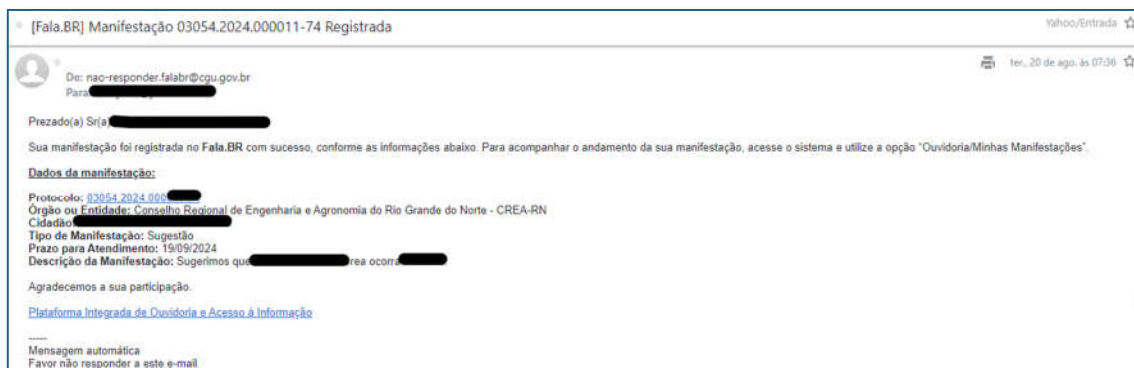 [Fala.BR] Manifestação 03054.2024.000011-74 Registrada
Yahoo/Entrada
ter., 20 de ago. às 07:36
De: nao-responder.falabr@cgu.gov.br
Para
Prezado(a) Sr(a)
Sua manifestação foi registrada no Fala.BR com sucesso, conforme as informações abaixo. Para acompanhar o andamento da sua manifestação, acesse o sistema e utilize a opção “Ouvidoria/Minhas Manifestações”.
Dados da manifestação:
Protocolo: 03054.2024.000
Órgão ou Entidade: Conselho Regional de Engenharia e Agronomia do Rio Grande do Norte - CREA-RN
Cidadão:
Tipo de Manifestação: Sugestão
Prazo para Atendimento: 19/09/2024
Descrição da Manifestação: Sugerimos que rea ocorra
Agradecemos a sua participação.
Plataforma Integrada de Ouvidoria e Acesso à Informação
-----
Mensagem automática
Favor não responder a este e-mail